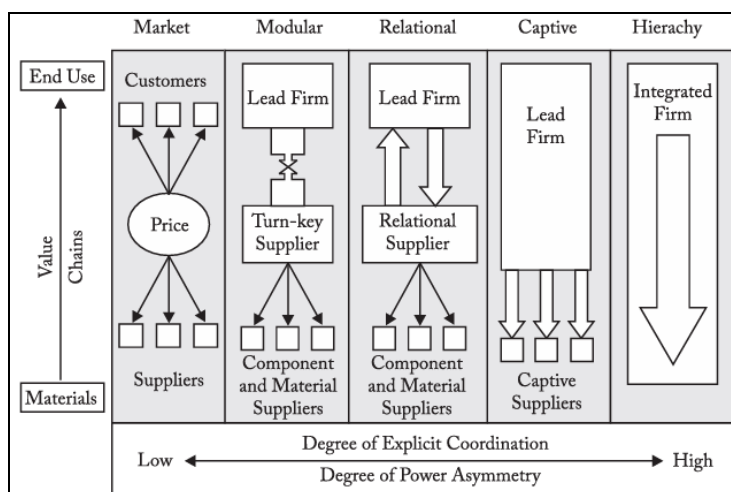 Market
Modular
Relational
Captive
Hierachy
End Use
Value
Chains
Materials
Customers
Price
Suppliers
Lead Firm
Turn-key
Supplier
Component
and Material
Suppliers
Lead Firm
Relational
Supplier
Component
and Material
Suppliers
Lead
Firm
Captive
Suppliers
Integrated
Firm
Degree of Explicit Coordination
Low
High
Degree of Power Asymmetry